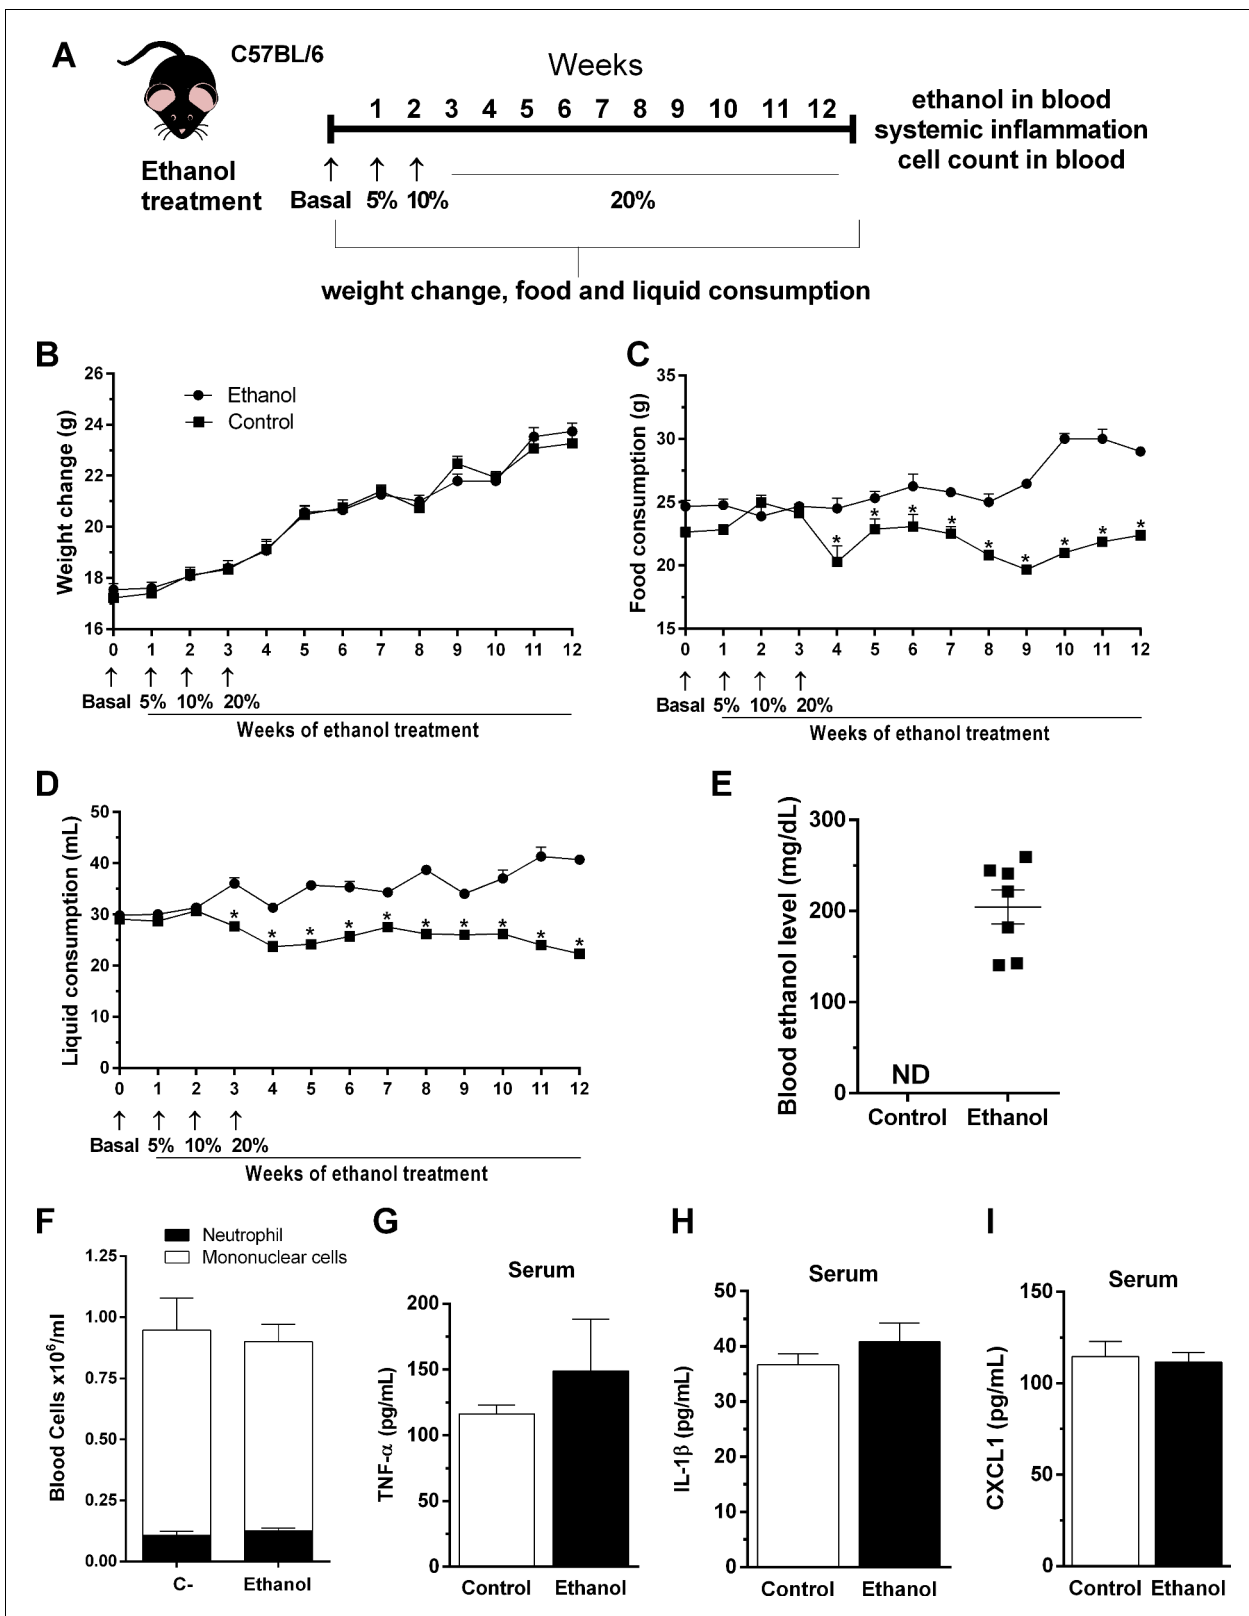 A
C57BL/6
Weeks
1 2 3 4 5 6 7 8 9 10 11 12
ethanol in blood
systemic inflammation
cell count in blood
Ethanol
treatment
↑ ↑ ↑
Basal 5% 10% 20%
weight change, food and liquid consumption
B
Weight change (g)
26
24
22
20
18
16
Ethanol
Control
0 1 2 3 4 5 6 7 8 9 10 11 12
↑ ↑ ↑ ↑
Basal 5% 10% 20%
Weeks of ethanol treatment
C
Food consumption (g)
35
30
25
20
15
* * * * * * * * *
0 1 2 3 4 5 6 7 8 9 10 11 12
↑ ↑ ↑ ↑
Basal 5% 10% 20%
Weeks of ethanol treatment
D
Liquid consumption (mL)
50
40
30
20
10
0
* * * * * * * * * *
0 1 2 3 4 5 6 7 8 9 10 11 12
↑ ↑ ↑ ↑
Basal 5% 10% 20%
Weeks of ethanol treatment
E
Blood ethanol level (mg/dL)
300
200
100
0
ND
Control Ethanol
F
Neutrophil
Mononuclear cells
Blood Cells x10⁶/ml
1.25
1.00
0.75
0.50
0.25
0.00
C- Ethanol
G
Serum
TNF-α (pg/mL)
200
150
100
50
0
Control Ethanol
H
Serum
IL-1β (pg/mL)
50
40
30
20
10
0
Control Ethanol
I
Serum
CXCL1 (pg/mL)
150
100
50
0
Control Ethanol